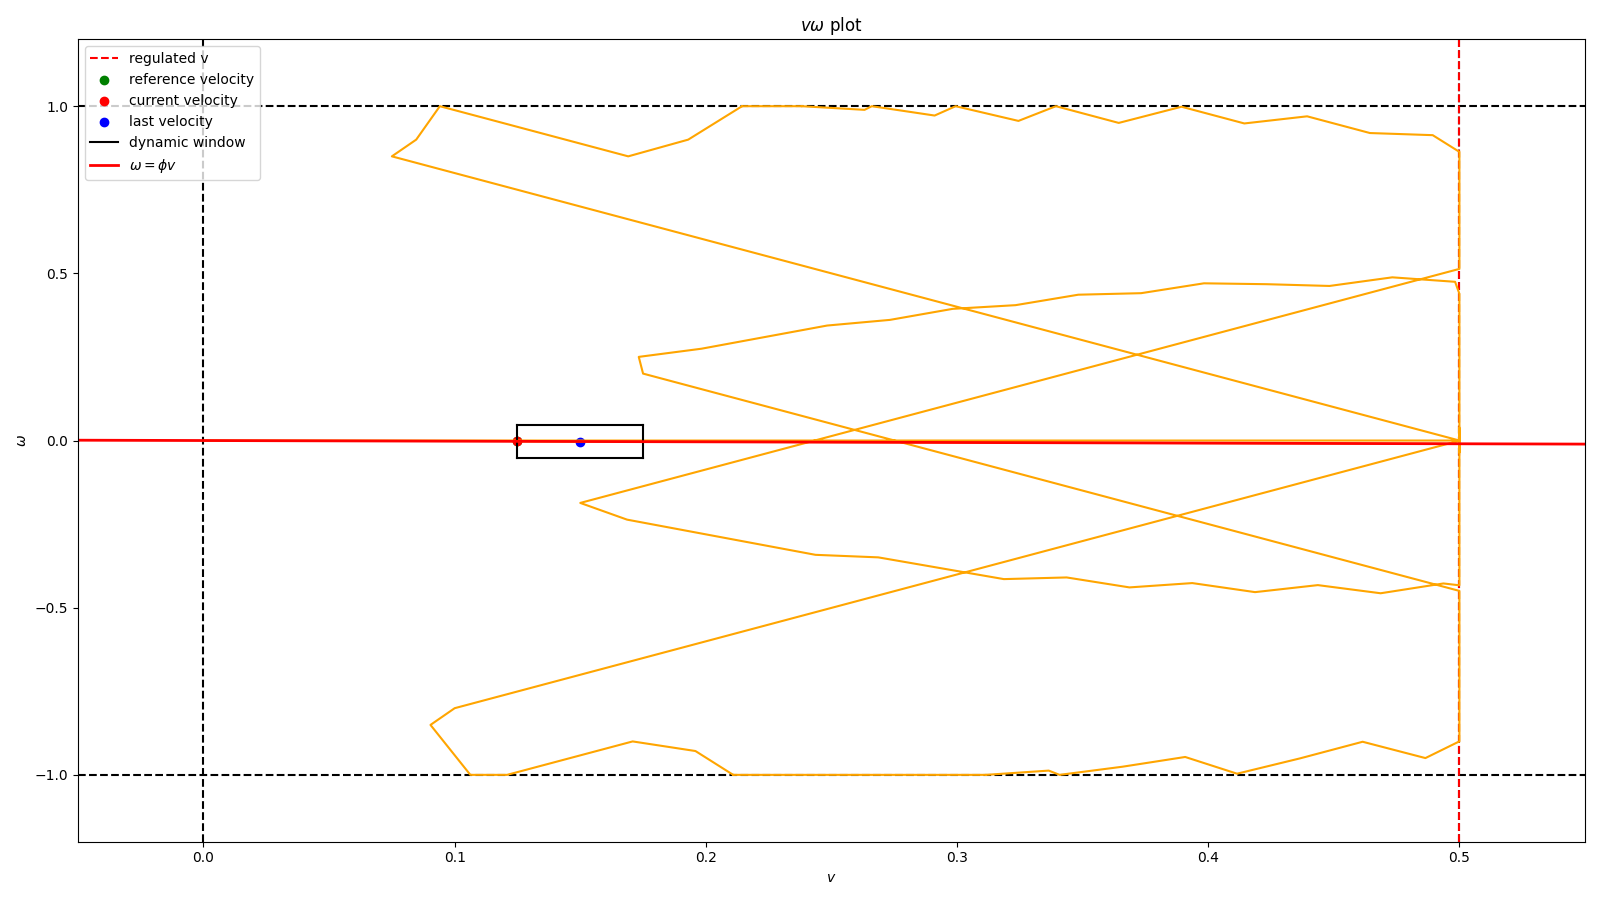 vω plot
regulated v
reference velocity
current velocity
last velocity
dynamic window
ω = ϕv
1.0
0.5
0.0
−0.5
−1.0
ω
0.0 0.1 0.2 0.3 0.4 0.5
v